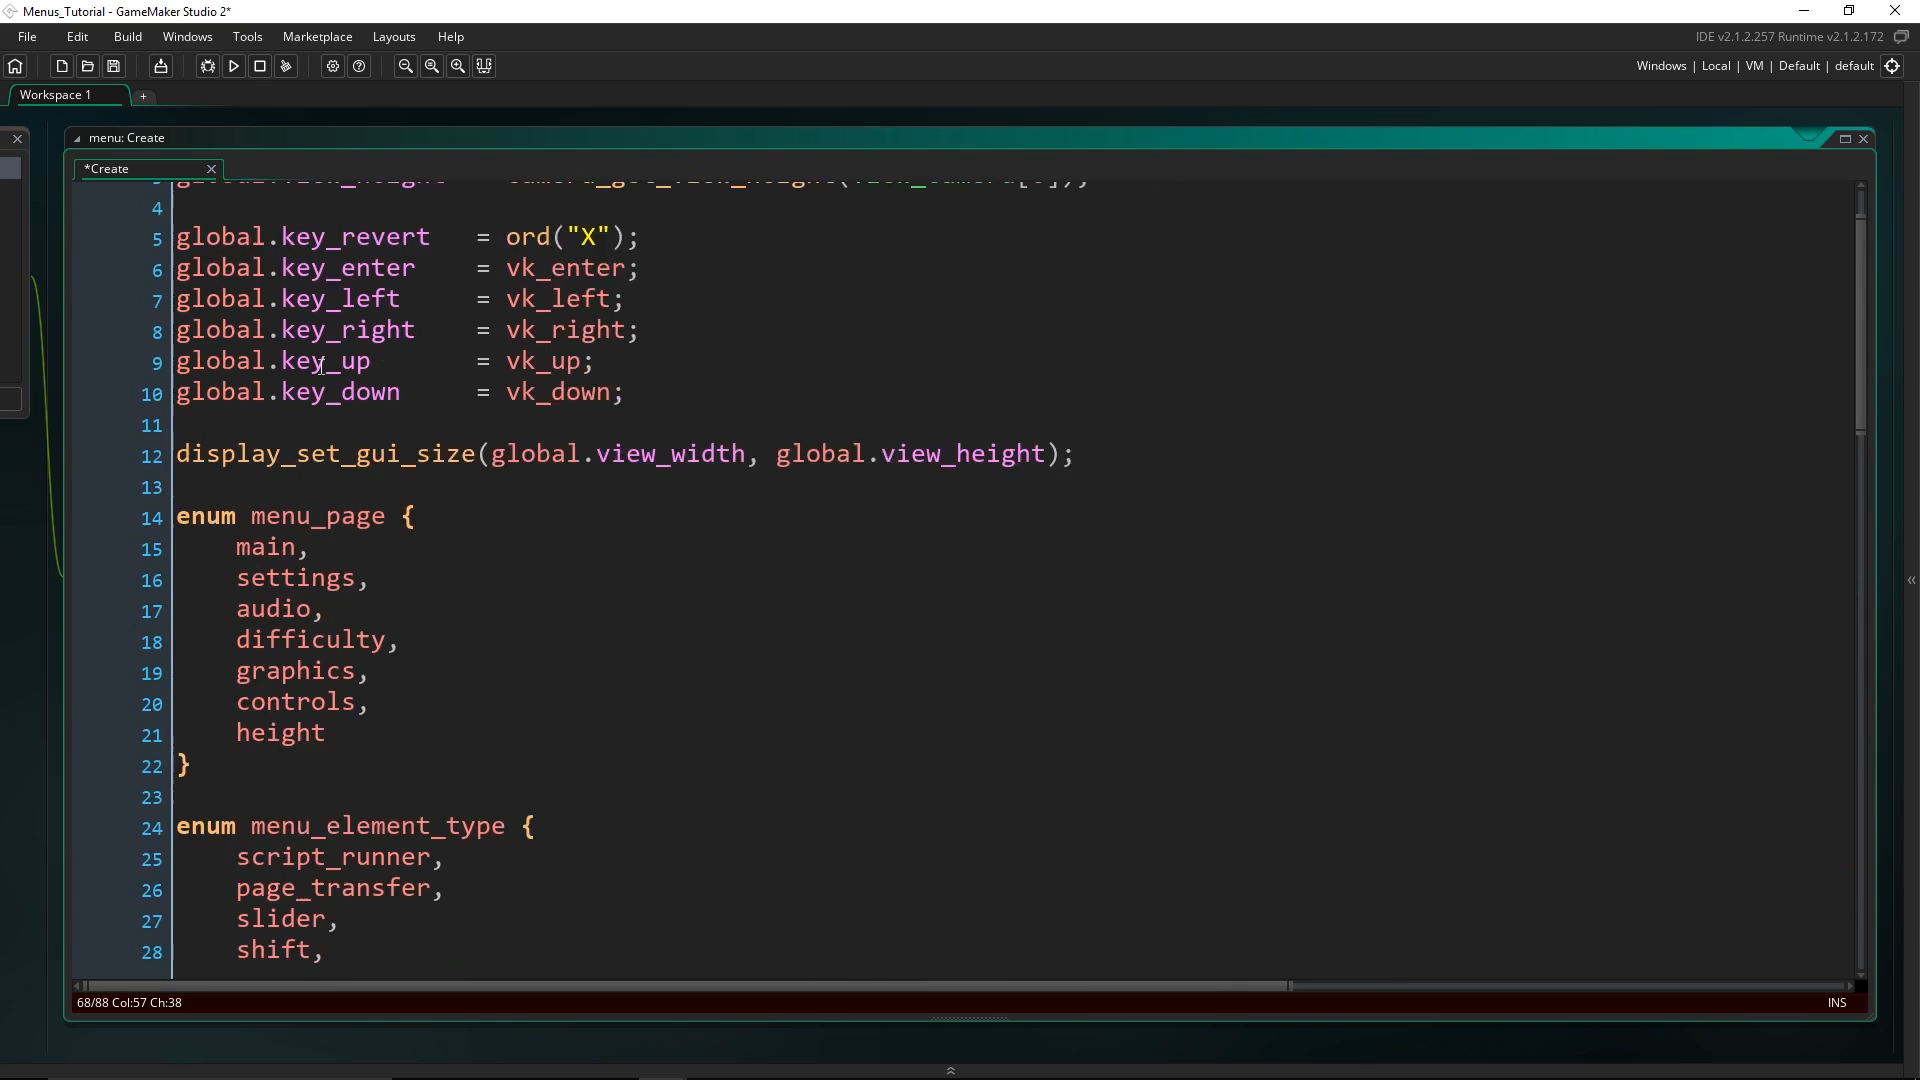 Menus_Tutorial - GameMaker Studio 2*
File Edit Build Windows Tools Marketplace Layouts Help
IDE v2.1.2.257 Runtime v2.1.2.172
Windows | Local | VM | Default | default
Workspace 1 +
menu: Create
*Create
4
5 global.key_revert = ord("X");
6 global.key_enter = vk_enter;
7 global.key_left = vk_left;
8 global.key_right = vk_right;
9 global.key_up = vk_up;
10 global.key_down = vk_down;
11
12 display_set_gui_size(global.view_width, global.view_height);
13
14 enum menu_page {
15 main,
16 settings,
17 audio,
18 difficulty,
19 graphics,
20 controls,
21 height
22 }
23
24 enum menu_element_type {
25 script_runner,
26 page_transfer,
27 slider,
28 shift,
68/88 Col:57 Ch:38
INS